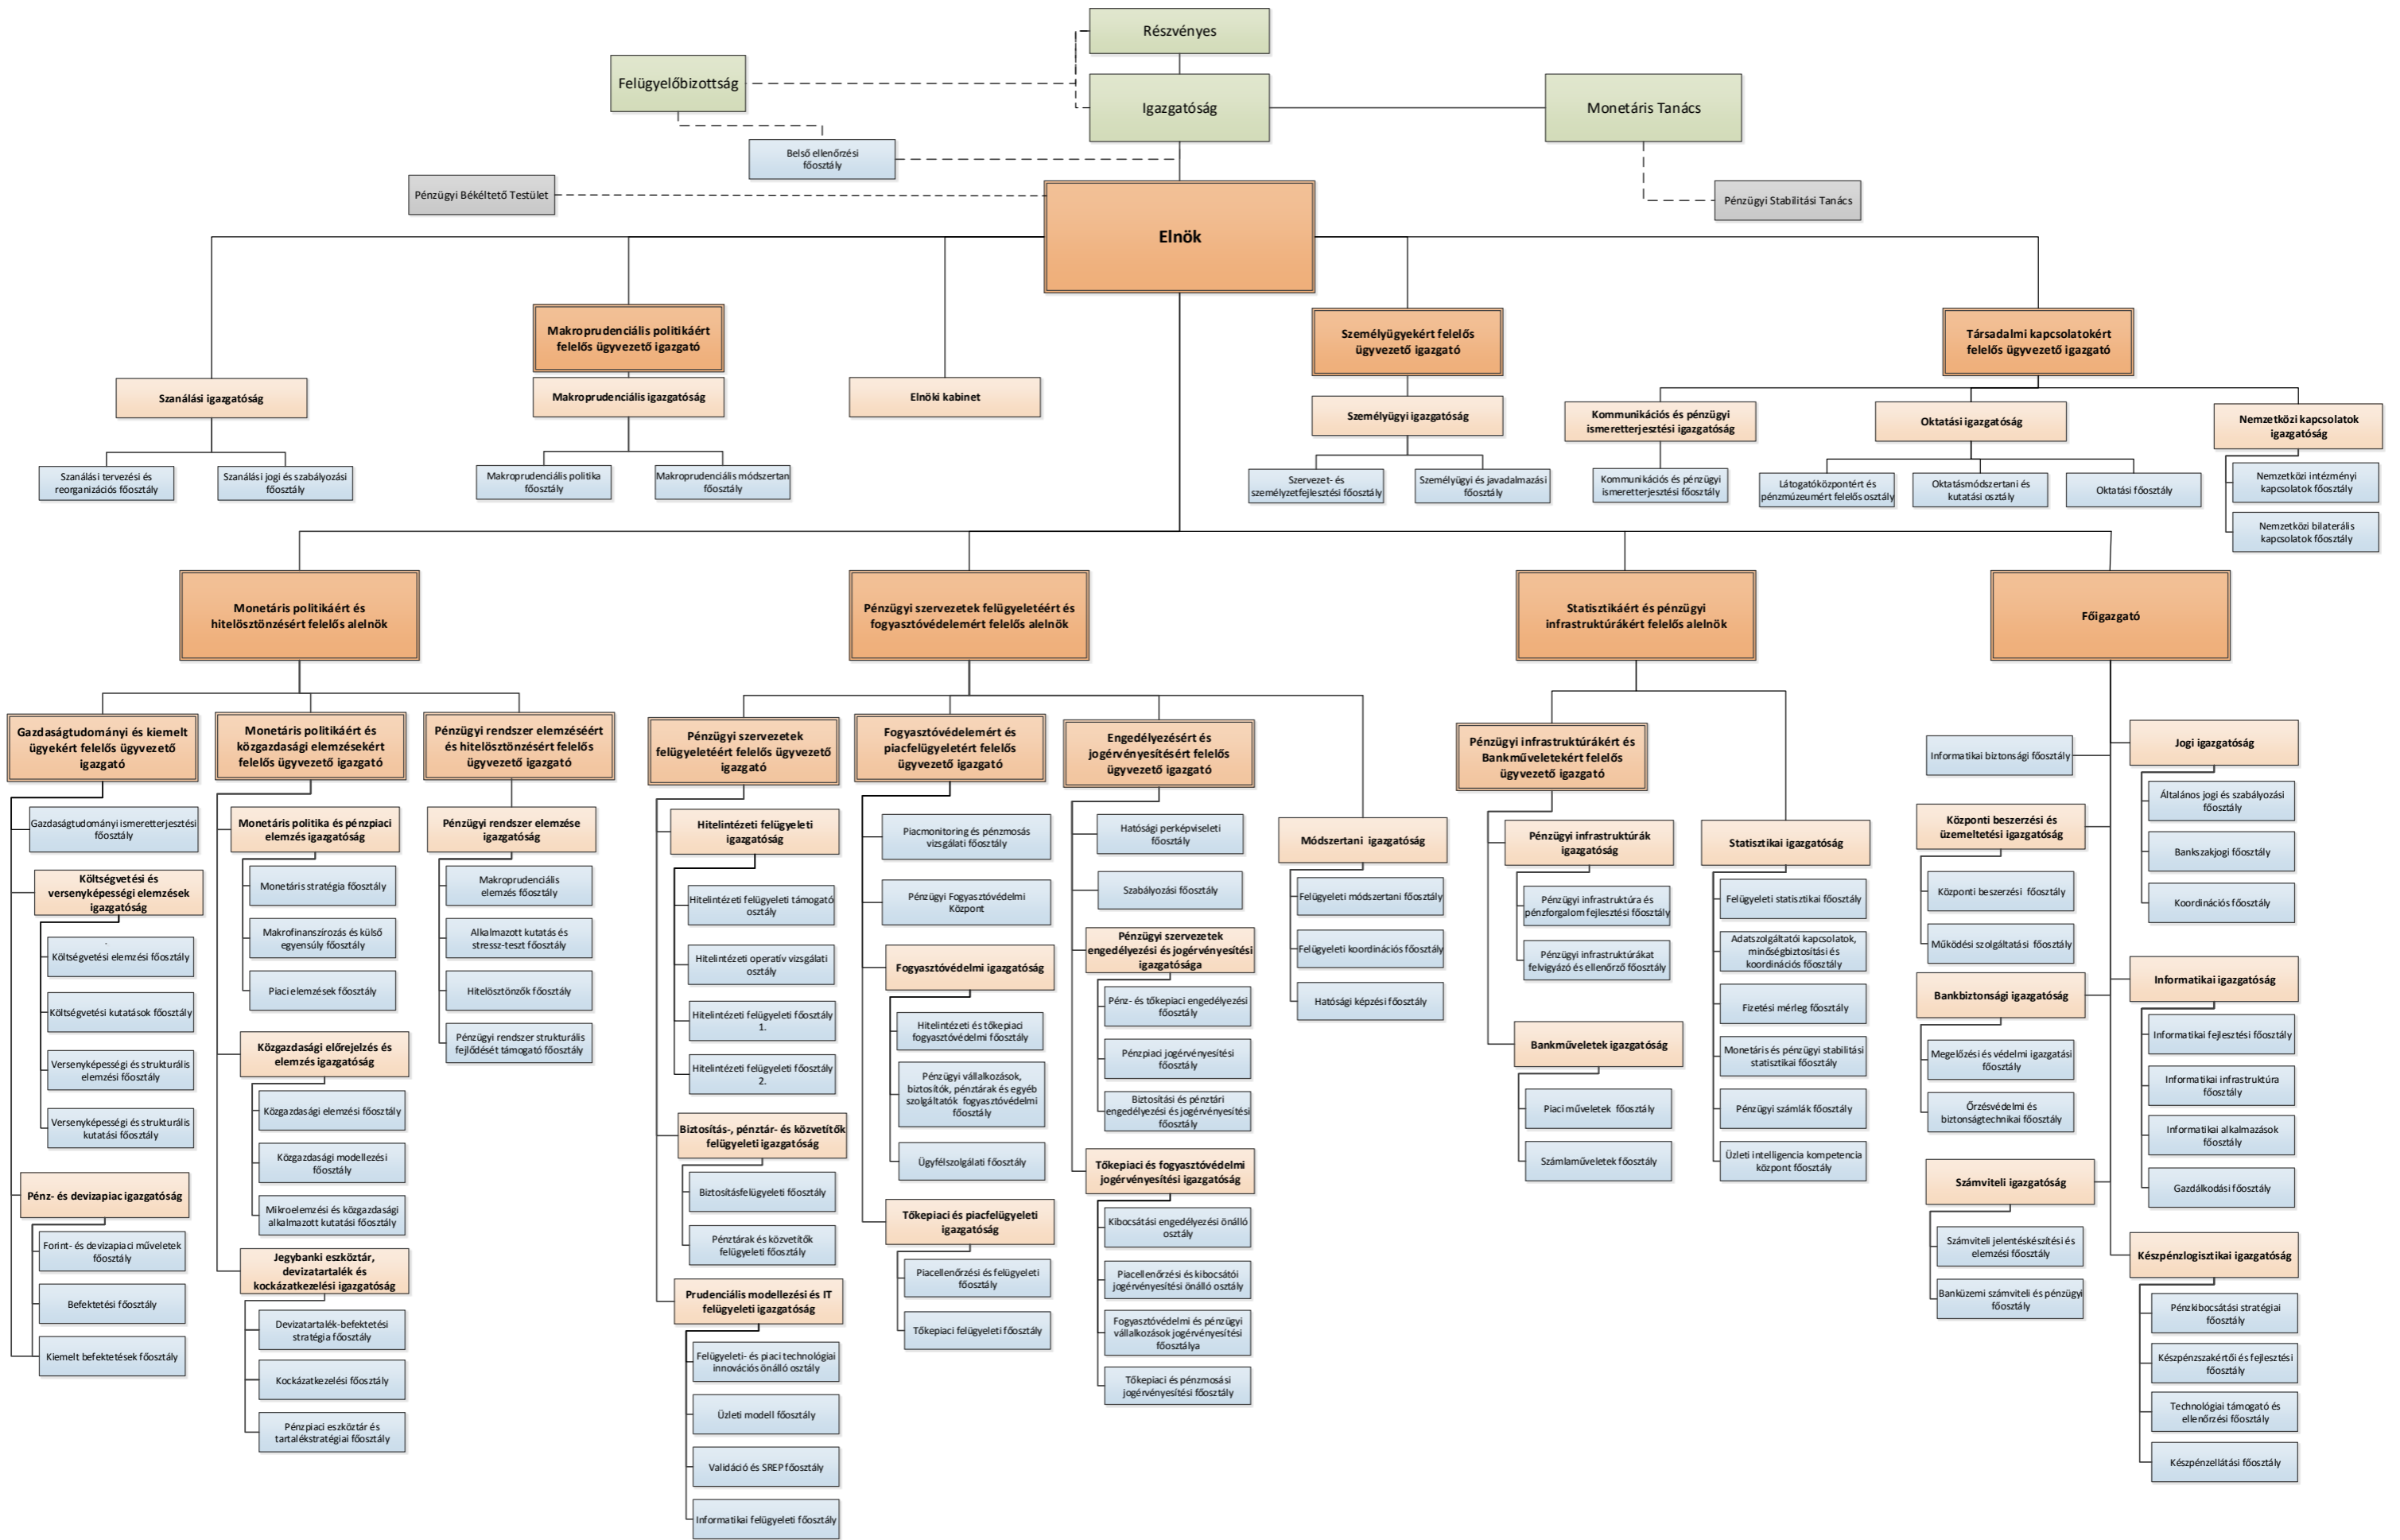 Részvényes
Felügyelőbizottság
Igazgatóság
Monetáris Tanács
Belső ellenőrzési
főosztály
Pénzügyi Békéltető Testület
Pénzügyi Stabilitási Tanács
Elnök
Makroprudenciális politikáért
felelős ügyvezető igazgató
Személyügyekért felelős
ügyvezető igazgató
Társadalmi kapcsolatokért
felelős ügyvezető igazgató
Szanálási igazgatóság
Makroprudenciális igazgatóság
Elnöki kabinet
Személyügyi igazgatóság
Kommunikációs és pénzügyi
ismeretterjesztési igazgatóság
Oktatási igazgatóság
Nemzetközi kapcsolatok
igazgatóság
Szanálási tervezési és
reorganizációs főosztály
Szanálási jogi és szabályozási
főosztály
Makroprudenciális politika
főosztály
Makroprudenciális módszertan
főosztály
Szervezet- és
személyzetfejlesztési főosztály
Személyügyi és javadalmazási
főosztály
Kommunikációs és pénzügyi
ismeretterjesztési főosztály
Látogatóközpontért és
pénzmúzeumért felelős osztály
Oktatásmódszertani és
kutatási osztály
Oktatási főosztály
Nemzetközi intézményi
kapcsolatok főosztály
Nemzetközi bilaterális
kapcsolatok főosztály
Monetáris politikáért és
hitelösztönzésért felelős alelnök
Pénzügyi szervezetek felügyeletéért és
fogyasztóvédelemért felelős alelnök
Statisztikáért és pénzügyi
infrastruktúrákért felelős alelnök
Főigazgató
Gazdaságtudományi és kiemelt
ügyekért felelős ügyvezető
igazgató
Gazdaságtudományi ismeretterjesztési
főosztály
Költségvetési és
versenyképességi elemzések
igazgatóság
Költségvetési elemzési főosztály
Költségvetési kutatások főosztály
Versenyképességi és strukturális
elemzési főosztály
Versenyképességi és strukturális
kutatási főosztály
Pénz- és devizapiac igazgatóság
Forint- és devizapiaci műveletek
főosztály
Befektetési főosztály
Kiemelt befektetések főosztály
Monetáris politikáért és
közgazdasági elemzésekért
felelős ügyvezető igazgató
Monetáris politika és pénzpiaci
elemzés igazgatóság
Monetáris stratégia főosztály
Makrofinanszírozás és külső
egyensúly főosztály
Piaci elemzések főosztály
Közgazdasági előrejelzés és
elemzés igazgatóság
Közgazdasági elemzési főosztály
Közgazdasági modellezési
főosztály
Mikroelemzési és közgazdasági
alkalmazott kutatási főosztály
Jegybanki eszköztár,
devizatartalék és
kockázatkezelési igazgatóság
Devizatartalék-befektetési
stratégia főosztály
Kockázatkezelési főosztály
Pénzpiaci eszköztár és
tartalékstratégiai főosztály
Pénzügyi rendszer elemzéséért
és hitelösztönzésért felelős
ügyvezető igazgató
Pénzügyi rendszer elemzése
igazgatóság
Makroprudenciális
elemzés főosztály
Alkalmazott kutatás és
stressz-teszt főosztály
Hitelösztönzők főosztály
Pénzügyi rendszer strukturális
fejlődését támogató főosztály
Pénzügyi szervezetek
felügyeletéért felelős ügyvezető
igazgató
Hitelintézeti felügyeleti
igazgatóság
Hitelintézeti felügyeleti támogató
osztály
Hitelintézeti operatív vizsgálati
osztály
Hitelintézeti felügyeleti főosztály
1.
Hitelintézeti felügyeleti főosztály
2.
Biztosítás-, pénztár- és közvetítők
felügyeleti igazgatóság
Biztosításfelügyeleti főosztály
Pénztárak és közvetítők
felügyeleti főosztály
Prudenciális modellezési és IT
felügyeleti igazgatóság
Felügyeleti- és piaci technológiai
innovációs önálló osztály
Üzleti modell főosztály
Validáció és SREP főosztály
Informatikai felügyeleti főosztály
Fogyasztóvédelemért és
piacfelügyeletért felelős
ügyvezető igazgató
Piacmonitoring és pénzmosás
vizsgálati főosztály
Pénzügyi Fogyasztóvédelmi
Központ
Fogyasztóvédelmi igazgatóság
Hitelintézeti és tőkepiaci
fogyasztóvédelmi főosztály
Pénzügyi vállalkozások,
biztosítók, pénztárak és egyéb
szolgáltatók fogyasztóvédelmi
főosztály
Ügyfélszolgálati főosztály
Tőkepiaci és piacfelügyeleti
igazgatóság
Piacellenőrzési és felügyeleti
főosztály
Tőkepiaci felügyeleti főosztály
Engedélyezésért és
jogérvényesítésért felelős
ügyvezető igazgató
Hatósági perképviseleti
főosztály
Szabályozási főosztály
Pénzügyi szervezetek
engedélyezési és jogérvényesítési
igazgatósága
Pénz- és tőkepiaci engedélyezési
főosztály
Pénzpiaci jogérvényesítési
főosztály
Biztosítási és pénztári
engedélyezési és jogérvényesítési
főosztály
Tőkepiaci és fogyasztóvédelmi
jogérvényesítési igazgatóság
Kibocsátási engedélyezési önálló
osztály
Piacellenőrzési és kibocsátói
jogérvényesítési önálló osztály
Fogyasztóvédelmi és pénzügyi
vállalkozások jogérvényesítési
főosztálya
Tőkepiaci és pénzmosási
jogérvényesítési főosztály
Módszertani igazgatóság
Felügyeleti módszertani főosztály
Felügyeleti koordinációs főosztály
Hatósági képzési főosztály
Pénzügyi infrastruktúrákért és
Bankműveletekért felelős
ügyvezető igazgató
Pénzügyi infrastruktúrák
igazgatóság
Pénzügyi infrastruktúra és
pénzforgalom fejlesztési főosztály
Pénzügyi infrastruktúrákat
felvigyázó és ellenőrző főosztály
Bankműveletek igazgatóság
Piaci műveletek főosztály
Számlaműveletek főosztály
Statisztikai igazgatóság
Felügyeleti statisztikai főosztály
Adatszolgáltatói kapcsolatok,
minőségbiztosítási és
koordinációs főosztály
Fizetési mérleg főosztály
Monetáris és pénzügyi stabilitási
statisztikai főosztály
Pénzügyi számlák főosztály
Üzleti intelligencia kompetencia
központ főosztály
Informatikai biztonsági főosztály
Központi beszerzési és
üzemeltetési igazgatóság
Központi beszerzési főosztály
Működési szolgáltatási főosztály
Bankbiztonsági igazgatóság
Megelőzési és védelmi igazgatási
főosztály
Őrzésvédelmi és
biztonságtechnikai főosztály
Számviteli igazgatóság
Számviteli jelentéskészítési és
elemzési főosztály
Banküzemi számviteli és pénzügyi
főosztály
Jogi igazgatóság
Általános jogi és szabályozási
főosztály
Bankszakjogi főosztály
Koordinációs főosztály
Informatikai igazgatóság
Informatikai fejlesztési főosztály
Informatikai infrastruktúra
főosztály
Informatikai alkalmazások
főosztály
Gazdálkodási főosztály
Készpénzlogisztikai igazgatóság
Pénzkibocsátási stratégiai
főosztály
Készpénzszakértői és fejlesztési
főosztály
Technológiai támogató és
ellenőrzési főosztály
Készpénzellátási főosztály